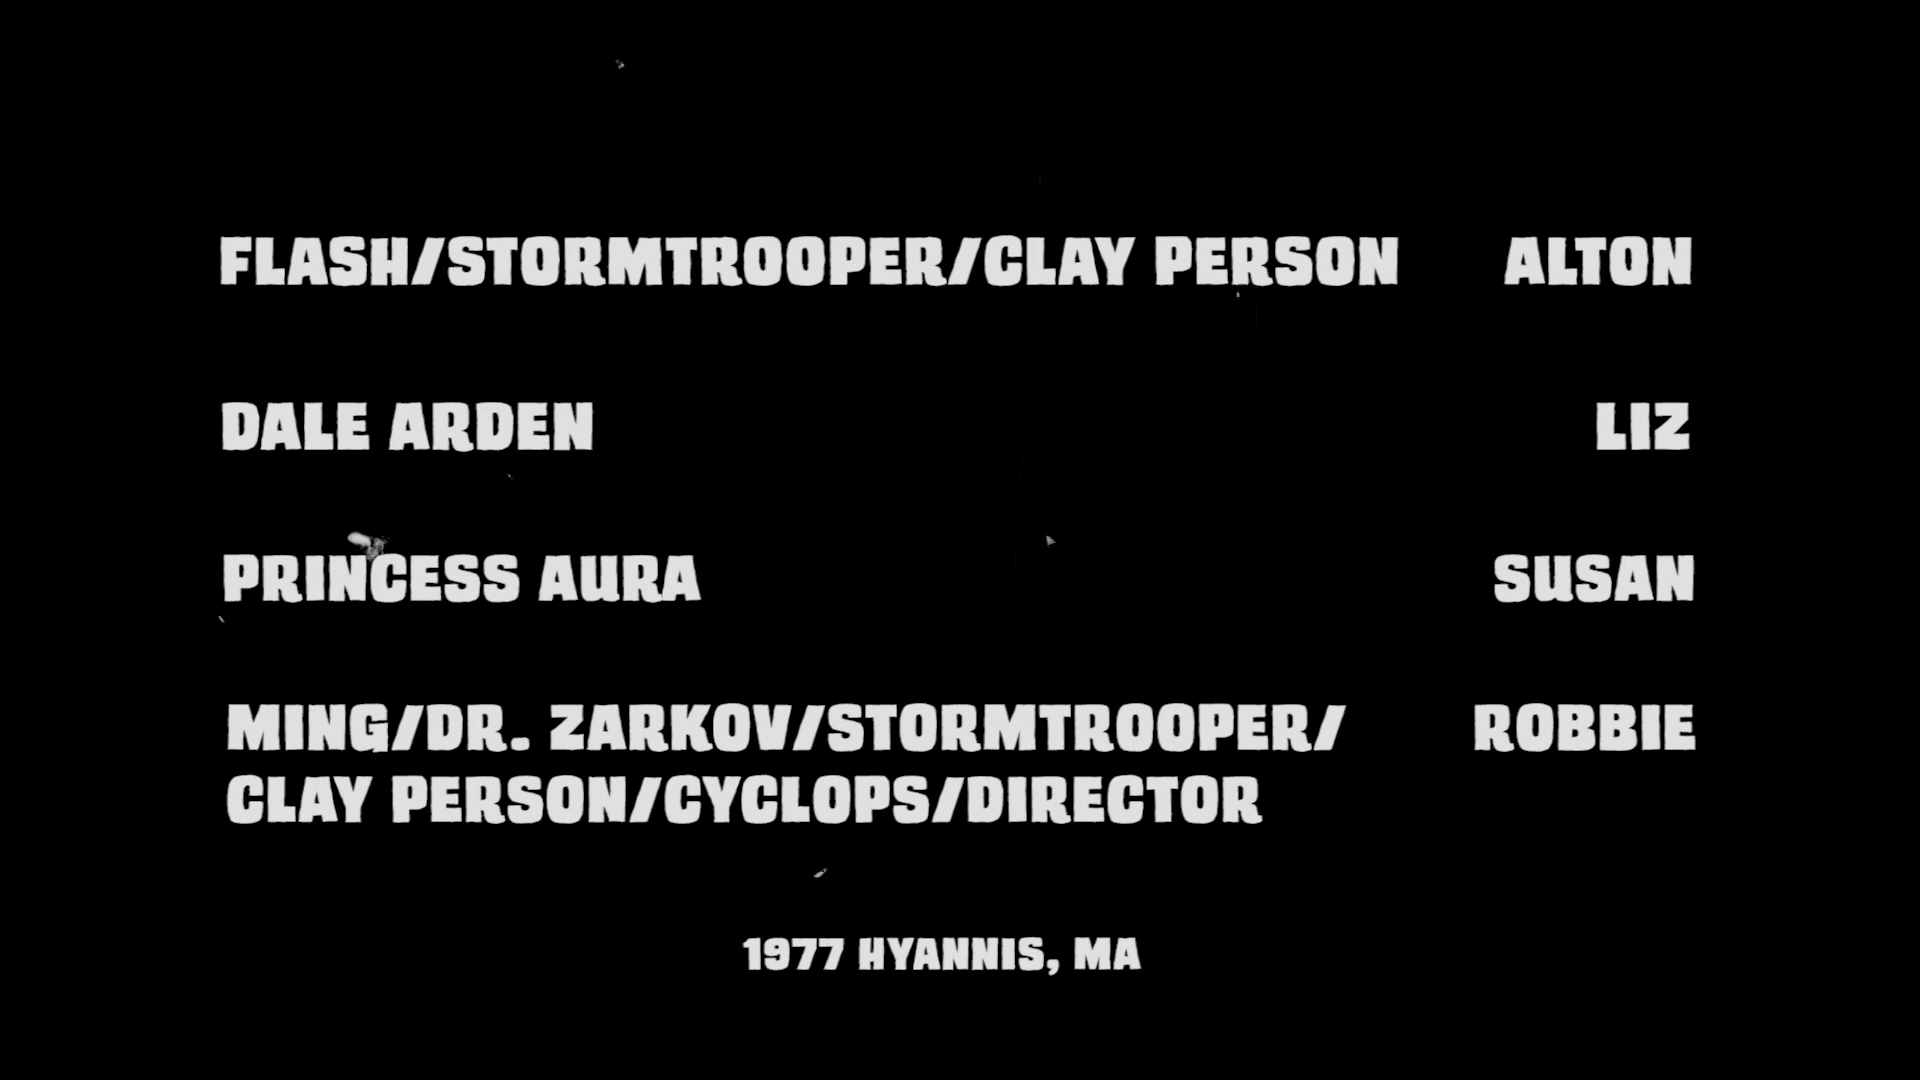 FLASH/STORMTROOPER/CLAY PERSON ALTON
DALE ARDEN LIZ
PRINCESS AURA SUSAN
MING/DR. ZARKOV/STORMTROOPER/ ROBBIE
CLAY PERSON/CYCLOPS/DIRECTOR
1977 HYANNIS, MA